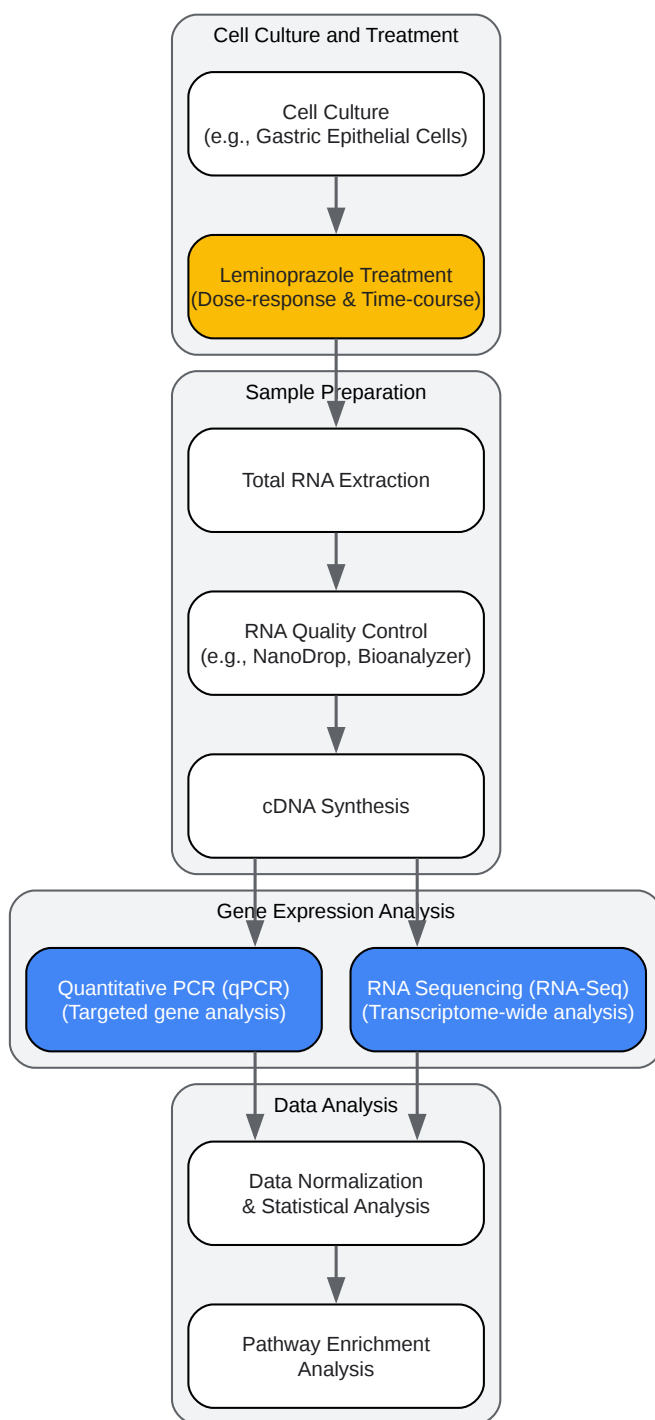 Cell Culture and Treatment
Cell Culture
(e.g., Gastric Epithelial Cells)
Leminoprazole Treatment
(Dose-response & Time-course)
Sample Preparation
Total RNA Extraction
RNA Quality Control
(e.g., NanoDrop, Bioanalyzer)
cDNA Synthesis
Gene Expression Analysis
Quantitative PCR (qPCR)
(Targeted gene analysis)
RNA Sequencing (RNA-Seq)
(Transcriptome-wide analysis)
Data Analysis
Data Normalization
& Statistical Analysis
Pathway Enrichment
Analysis